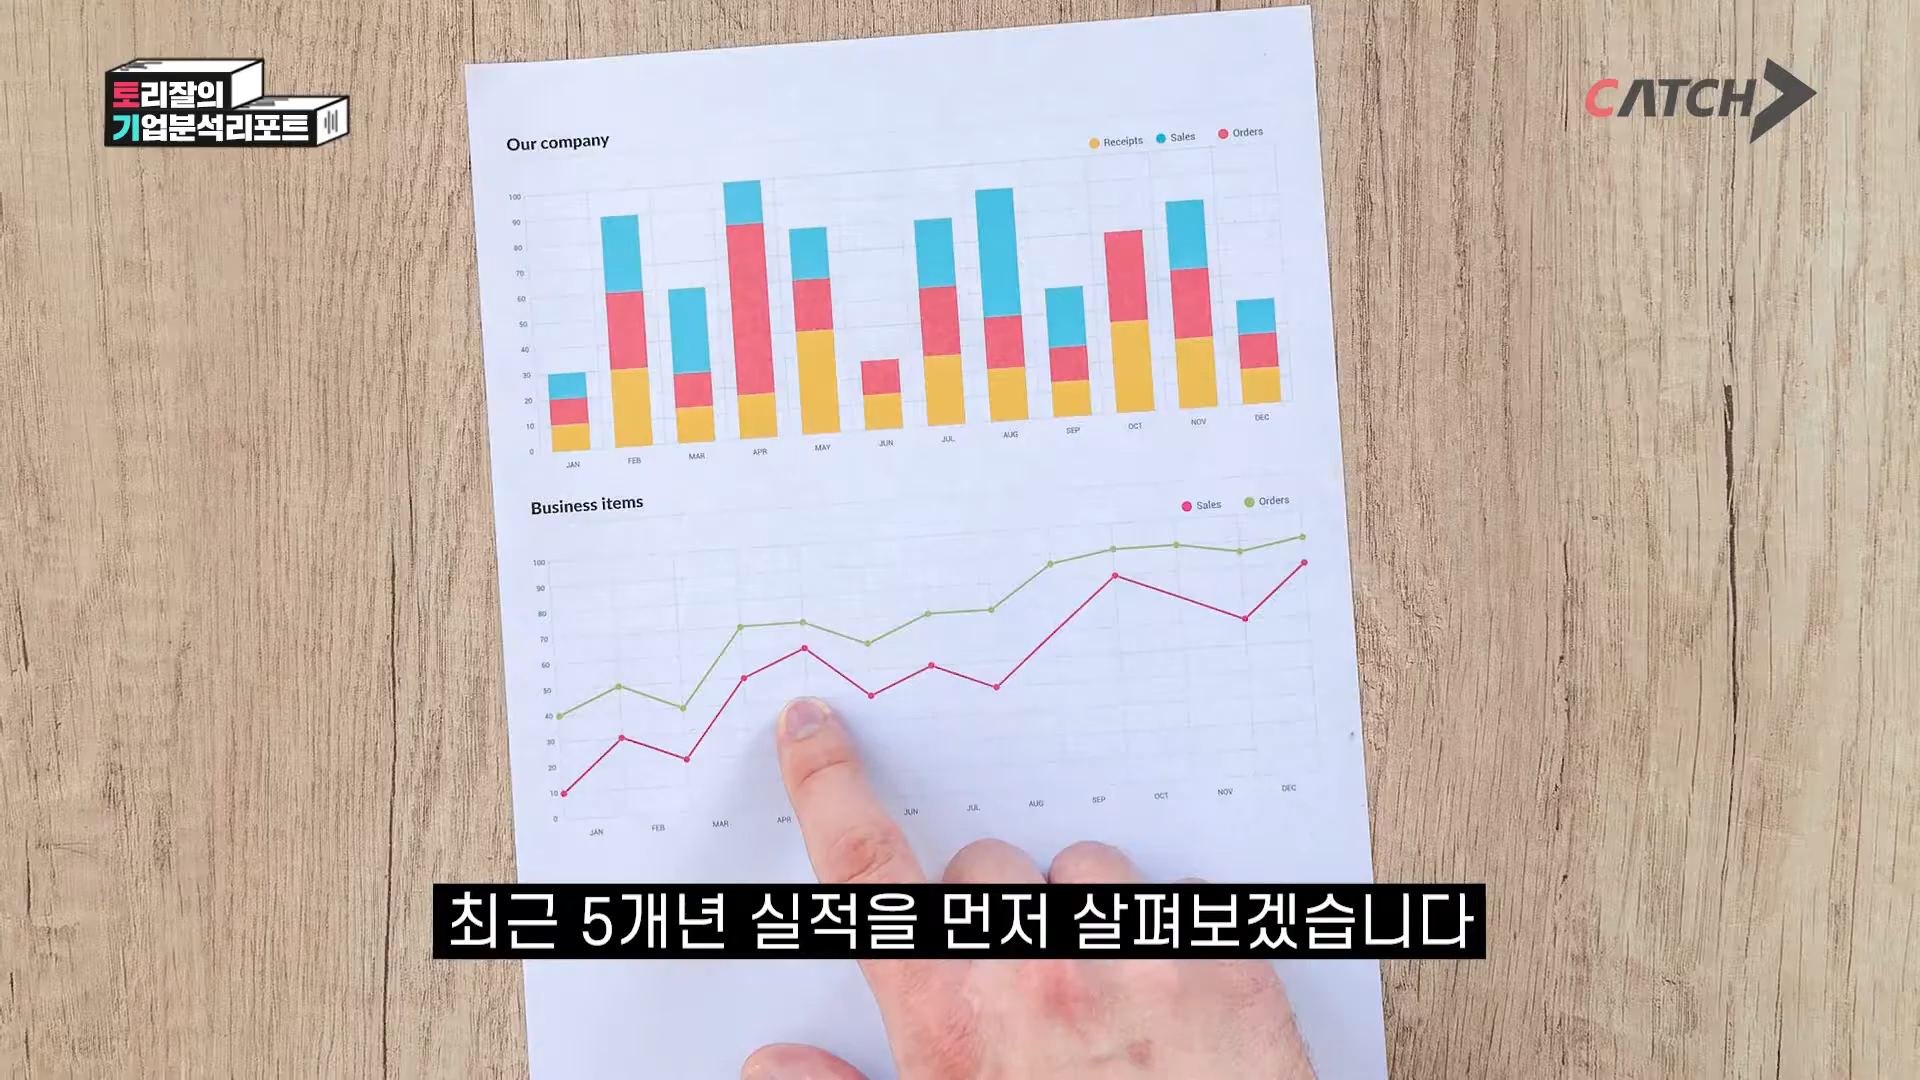 토리잘의
기업분석리포트
CATCH
Our company
Receipts Sales Orders
100
90
80
70
60
50
40
30
20
10
0
JAN FEB MAR APR MAY JUN JUL AUG SEP OCT NOV DEC
Business items
Sales Orders
100
90
80
70
60
50
40
30
20
10
0
JAN FEB MAR APR JUN JUL AUG SEP OCT NOV DEC
최근 5개년 실적을 먼저 살펴보겠습니다